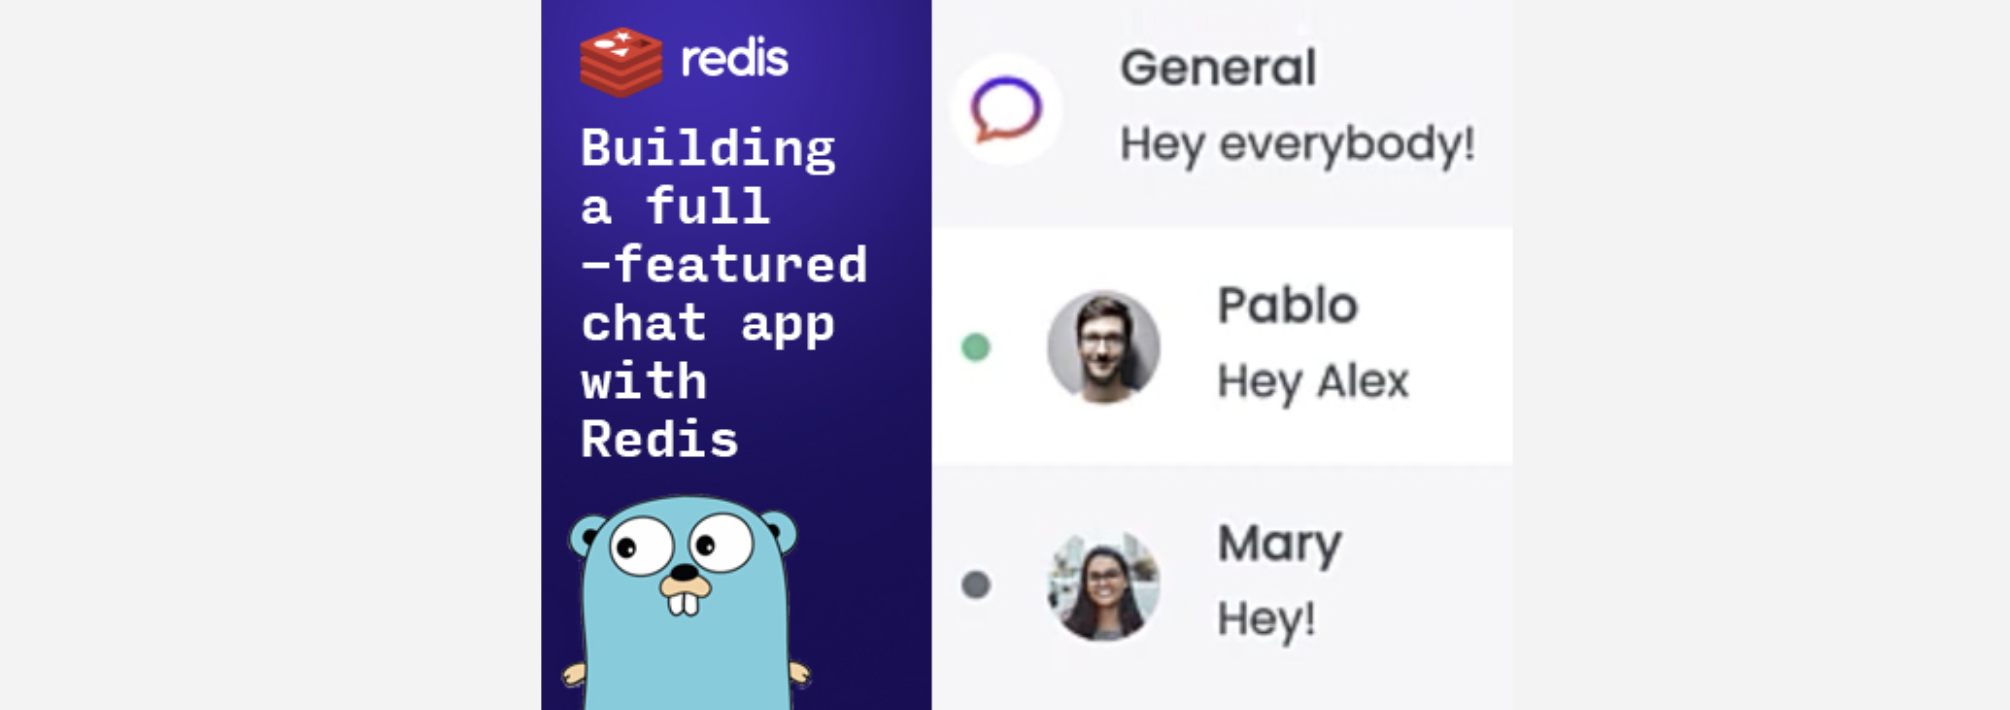 redis
Building
a full
–featured
chat app
with
Redis
General
Hey everybody!
Pablo
Hey Alex
Mary
Hey!